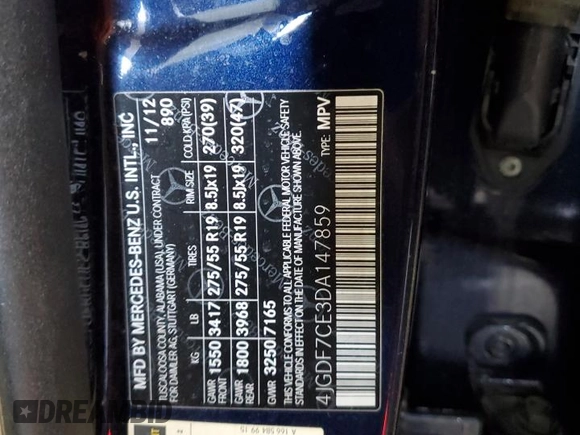 MFD BY MERCEDES-BENZ U.S. INTL., INC
TUSCALOOSA COUNTY, ALABAMA (USA), UNDER CONTRACT
FOR DAIMLER AG, STUTTGART (GERMANY)
11/12
890
KG LB TIRES RIM SIZE COLD KPA(PSI)
GAWR FRONT 1550 3417 275/55 R19 8.5Jx19 270(39)
GAWR REAR 1800 3968 275/55 R19 8.5Jx19 320(47)
GVWR 3250 7165
THIS VEHICLE CONFORMS TO ALL APPLICABLE FEDERAL MOTOR VEHICLE SAFETY
STANDARDS IN EFFECT ON THE DATE OF MANUFACTURE SHOWN ABOVE.
4JGDF7CE3DA147859 TYPE: MPV
A 166 584 99 15
DREAMBID